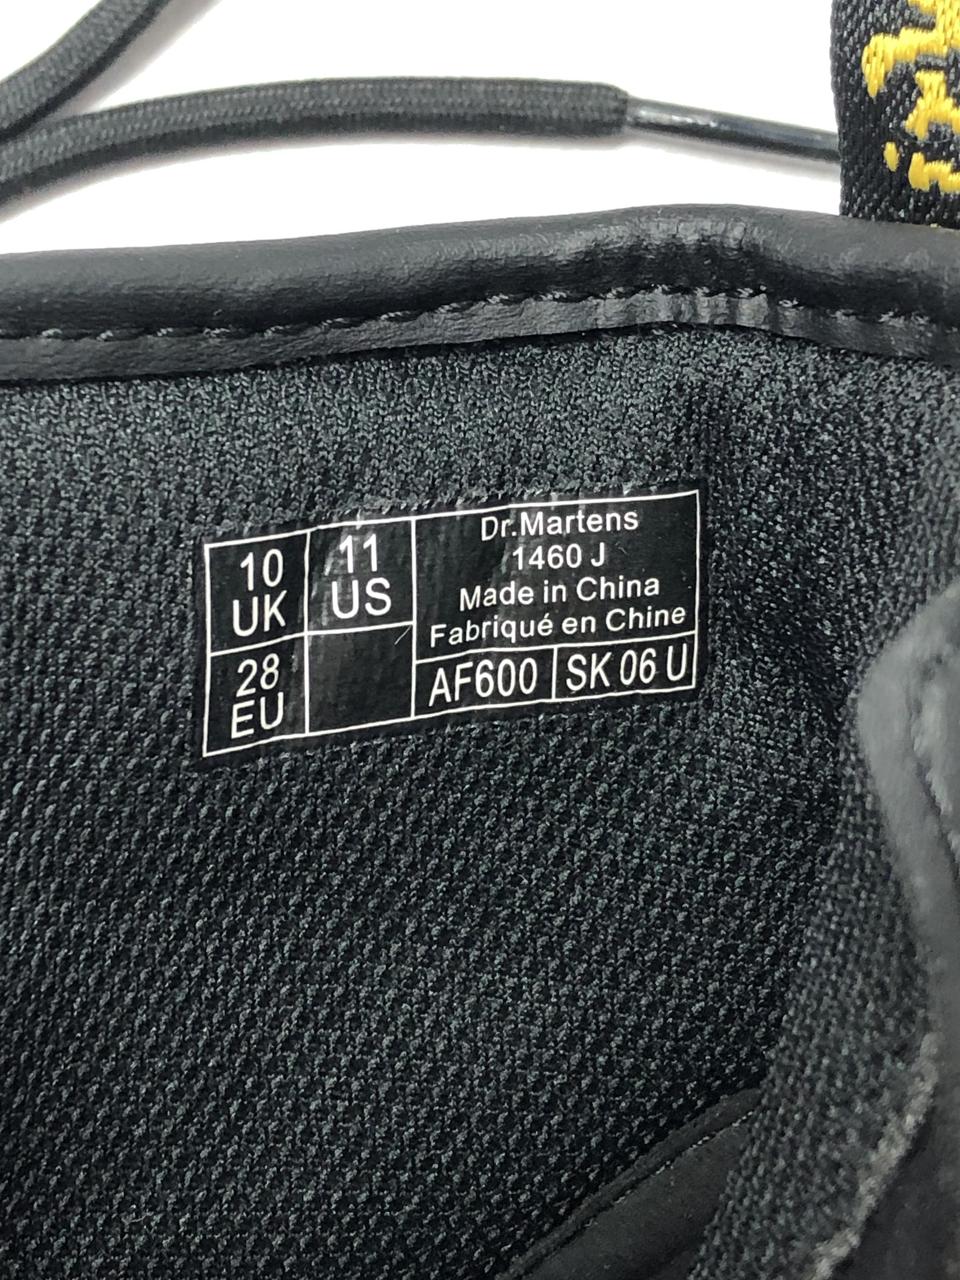 10
UK
11
US
28
EU
Dr.Martens
1460 J
Made in China
Fabriqué en Chine
AF600
SK 06 U